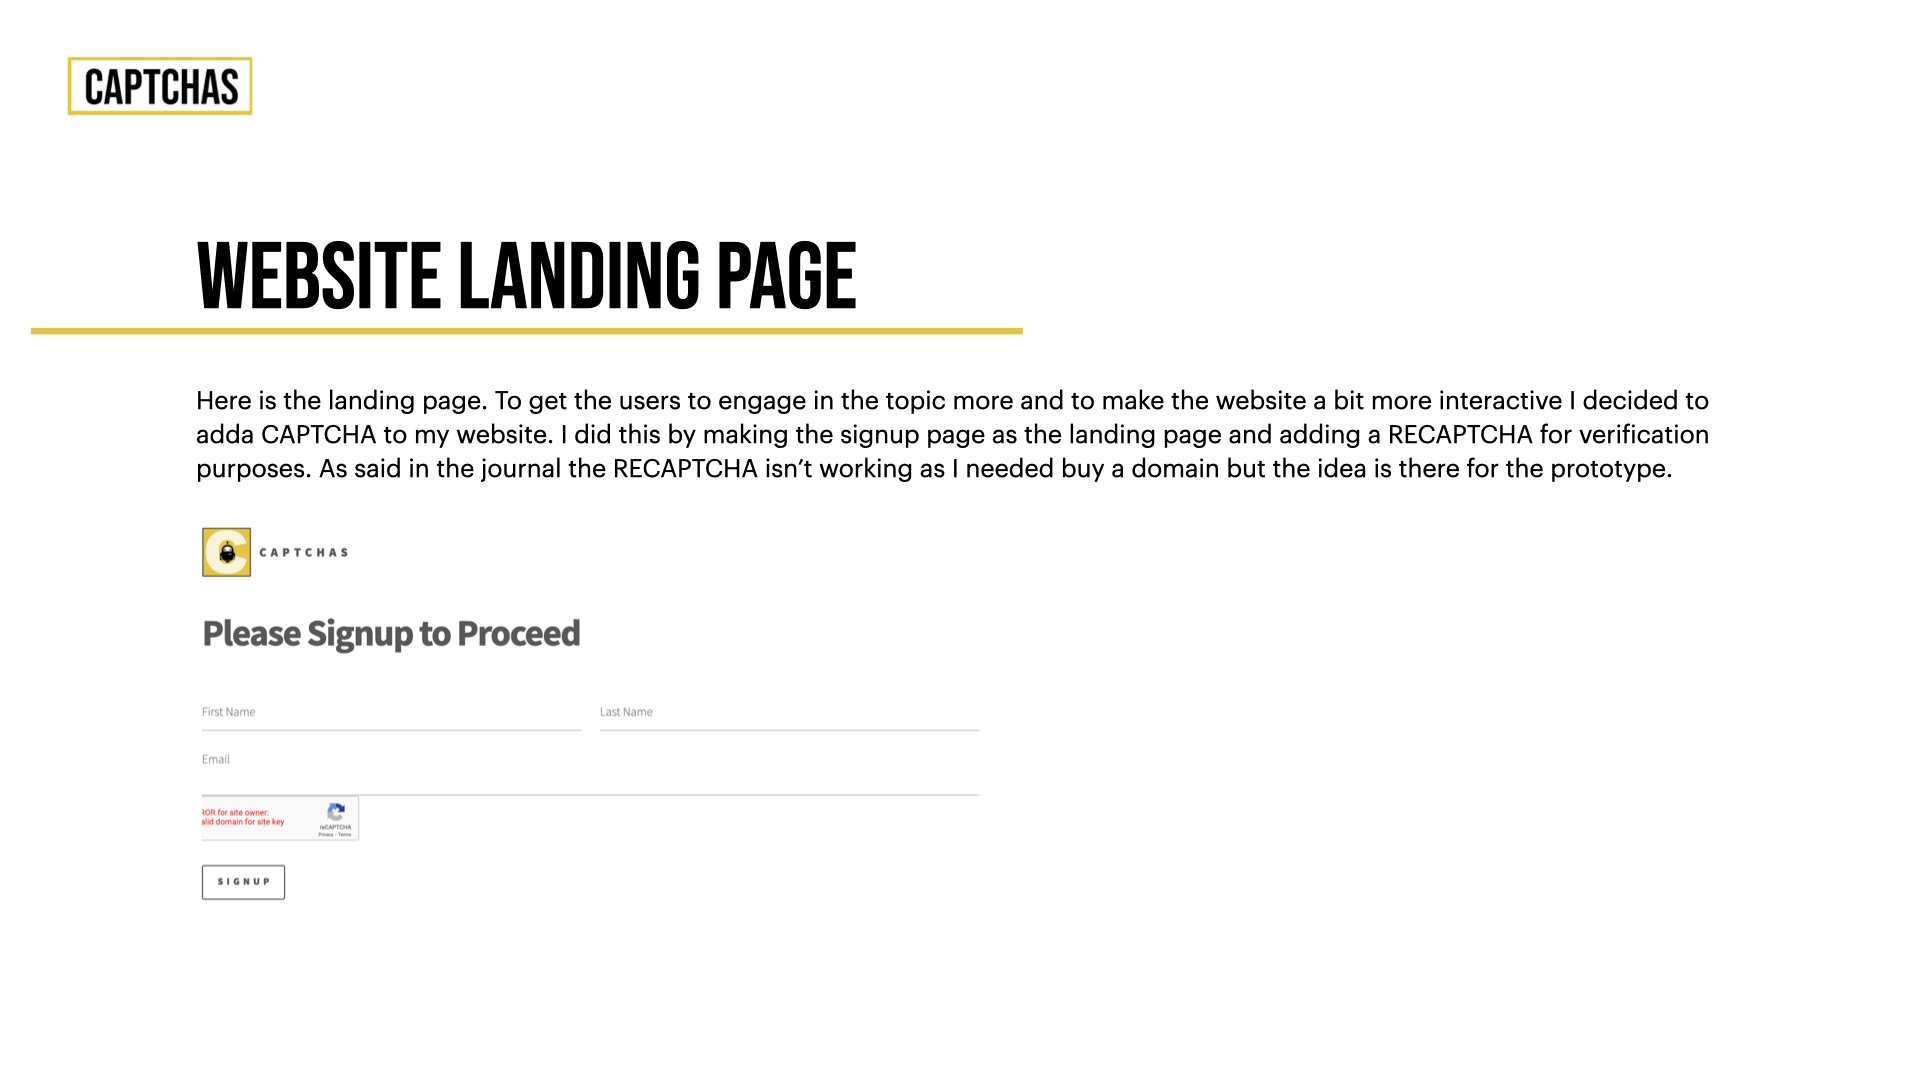 CAPTCHAS
WEBSITE LANDING PAGE
Here is the landing page. To get the users to engage in the topic more and to make the website a bit more interactive I decided to
adda CAPTCHA to my website. I did this by making the signup page as the landing page and adding a RECAPTCHA for verification
purposes. As said in the journal the RECAPTCHA isn’t working as I needed buy a domain but the idea is there for the prototype.
C
CAPTCHAS
Please Signup to Proceed
First Name
Last Name
Email
ROR for site owner:
alid domain for site key
reCAPTCHA
Privacy - Terms
SIGNUP